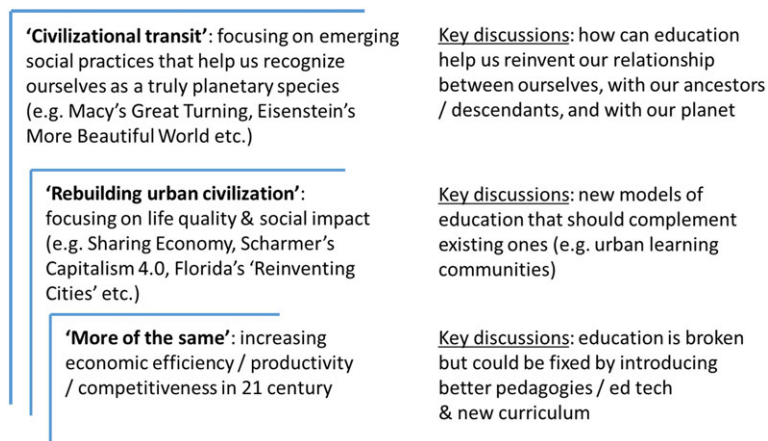 ‘Civilizational transit’: focusing on emerging
social practices that help us recognize
ourselves as a truly planetary species
(e.g. Macy’s Great Turning, Eisenstein’s
More Beautiful World etc.)
Key discussions: how can education
help us reinvent our relationship
between ourselves, with our ancestors
/ descendants, and with our planet
‘Rebuilding urban civilization’:
focusing on life quality & social impact
(e.g. Sharing Economy, Scharmer’s
Capitalism 4.0, Florida’s ‘Reinventing
Cities’ etc.)
Key discussions: new models of
education that should complement
existing ones (e.g. urban learning
communities)
‘More of the same’: increasing
economic efficiency / productivity
/ competitiveness in 21 century
Key discussions: education is broken
but could be fixed by introducing
better pedagogies / ed tech
& new curriculum